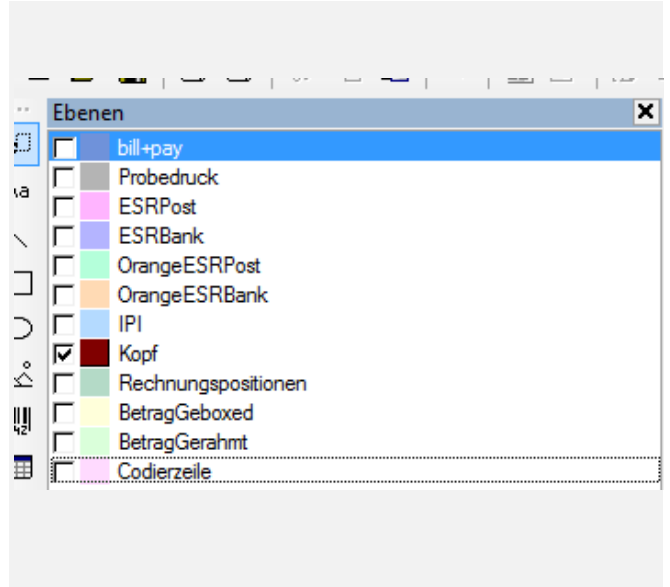 Ebenen
bill+pay
Probedruck
ESRPost
ESRBank
OrangeESRPost
OrangeESRBank
IPI
Kopf
Rechnungspositionen
BetragGeboxed
BetragGerahmt
Codierzeile